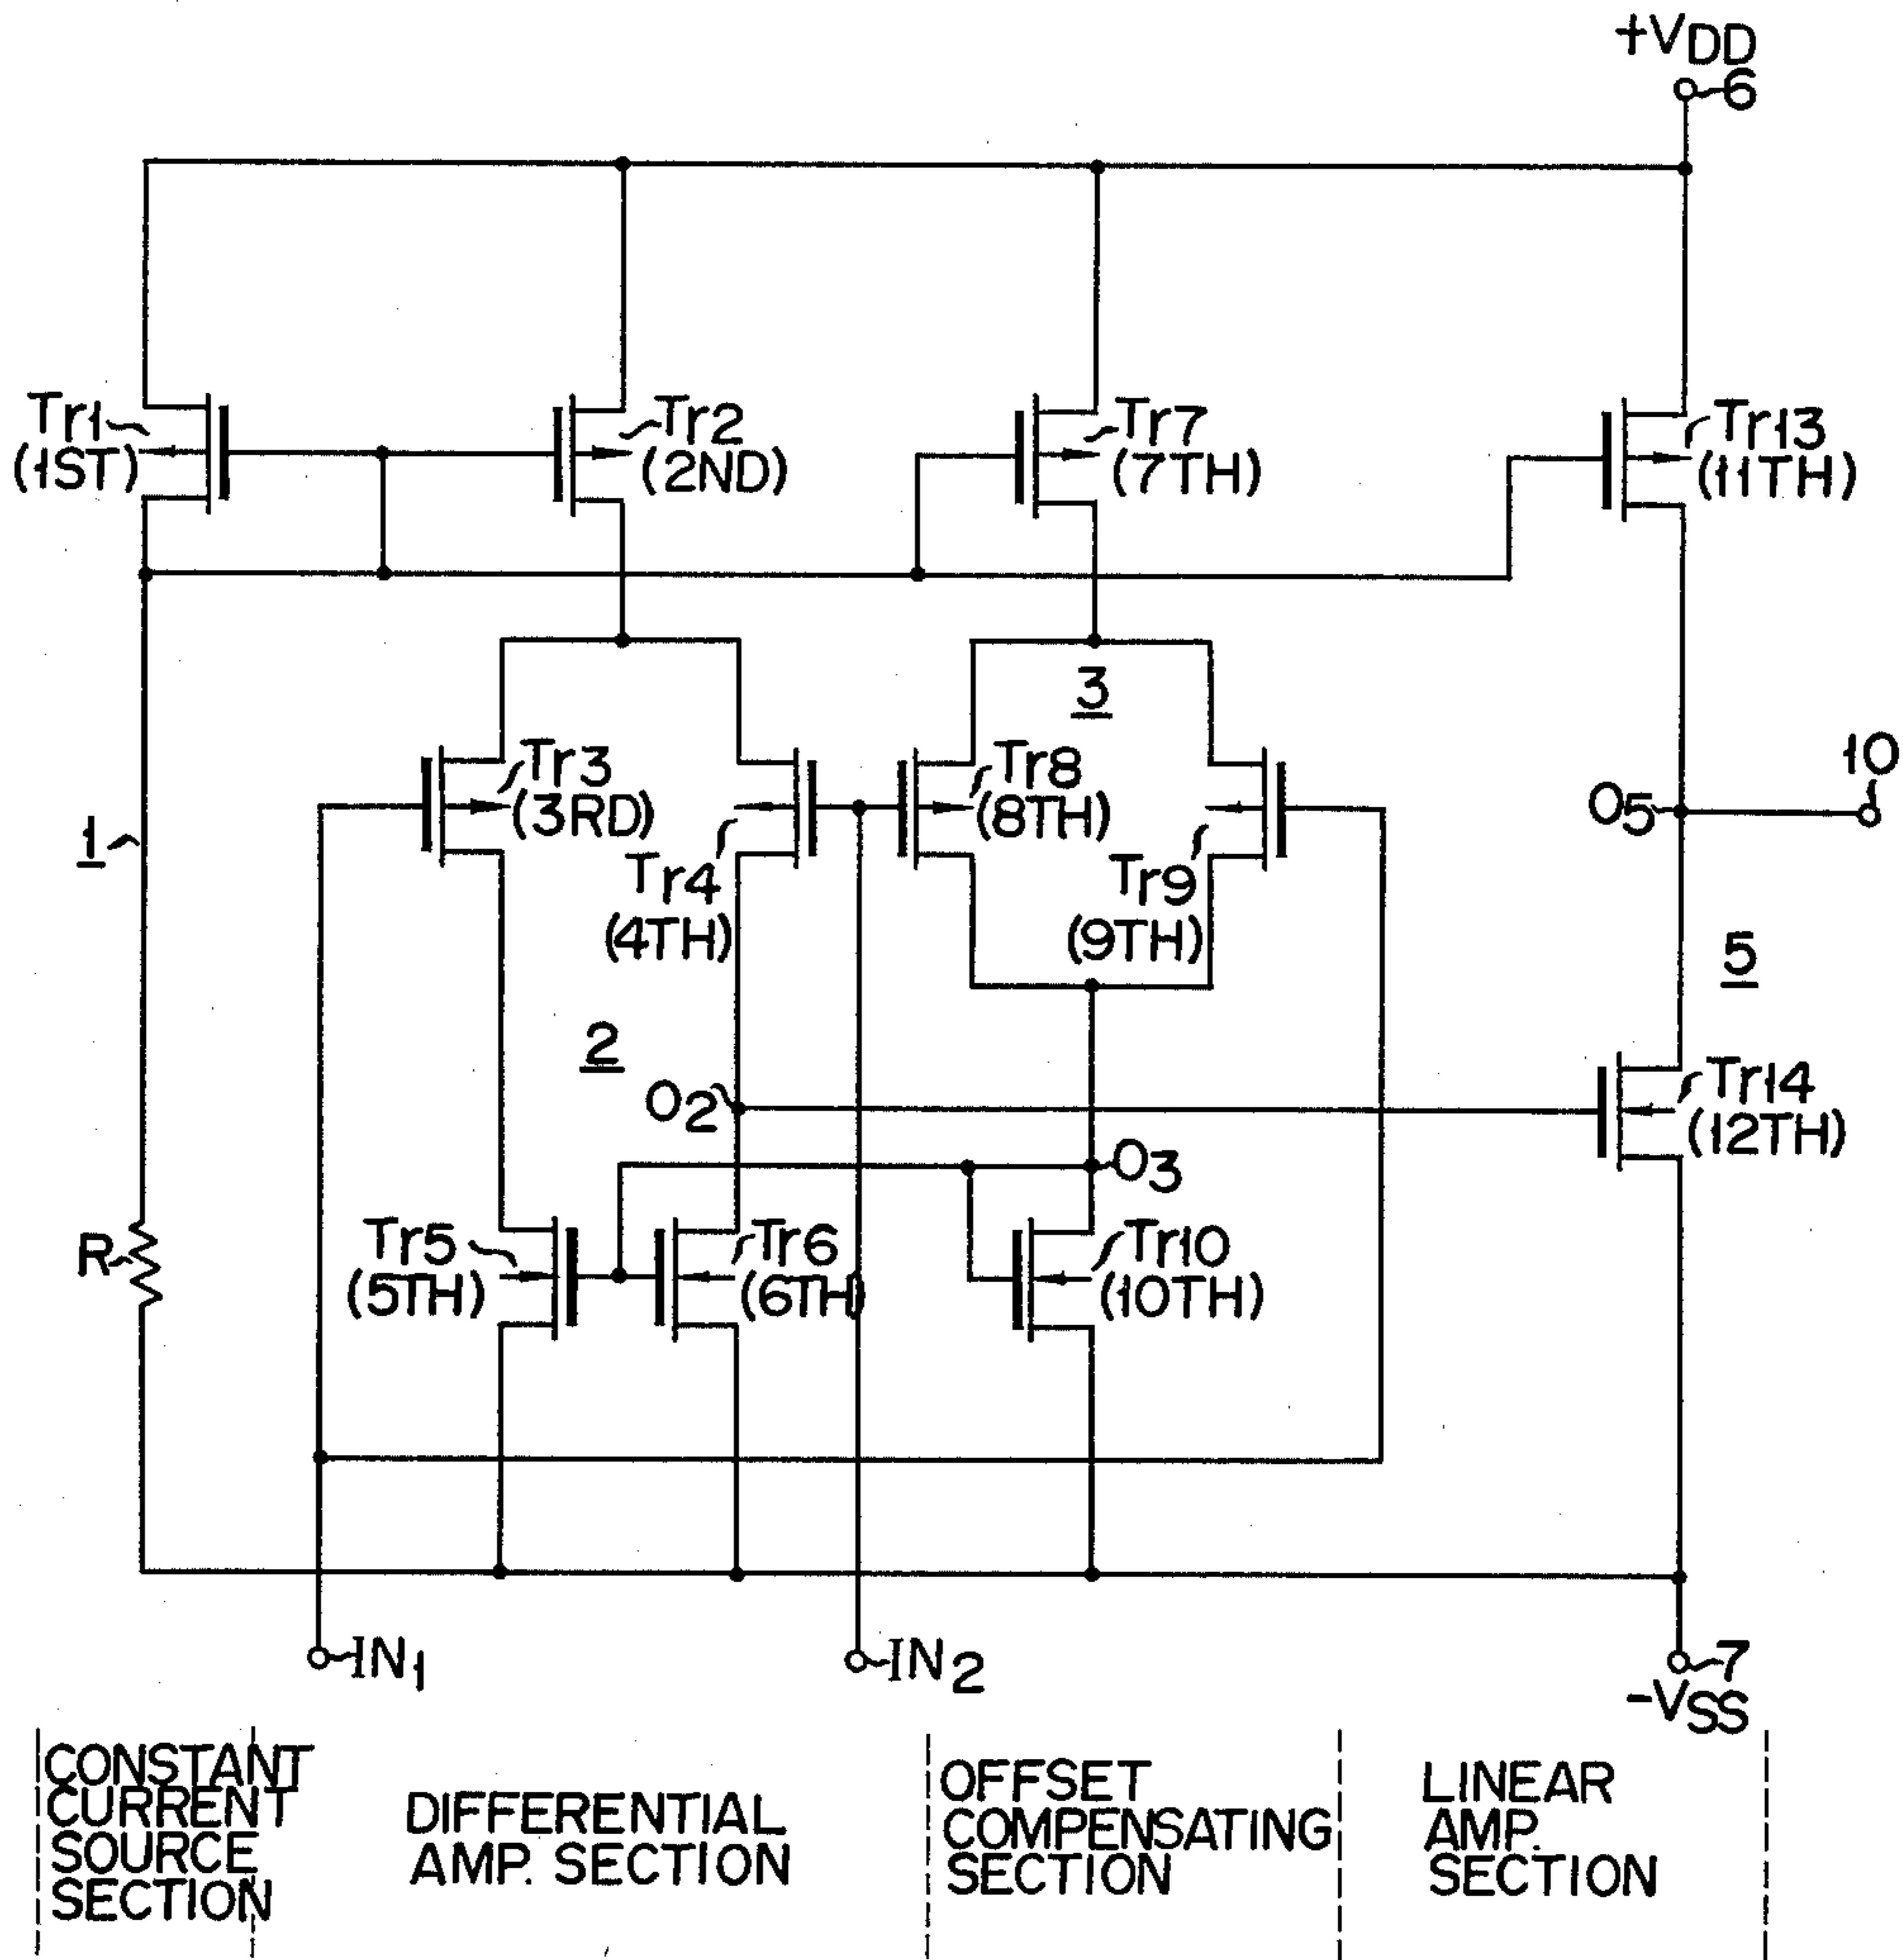 +VDD
6
Tr1
(1ST)
Tr2
(2ND)
Tr7
(7TH)
Tr13
(11TH)
3
Tr3
(3RD)
Tr8
(8TH)
10
O5
1
Tr4
(4TH)
Tr9
(9TH)
5
2
O2
Tr14
(12TH)
O3
R
Tr5
(5TH)
Tr6
(6TH)
Tr10
(10TH)
IN1
IN2
7
-VSS
CONSTANT
CURRENT
SOURCE
SECTION
DIFFERENTIAL
AMP. SECTION
OFFSET
COMPENSATING
SECTION
LINEAR
AMP.
SECTION